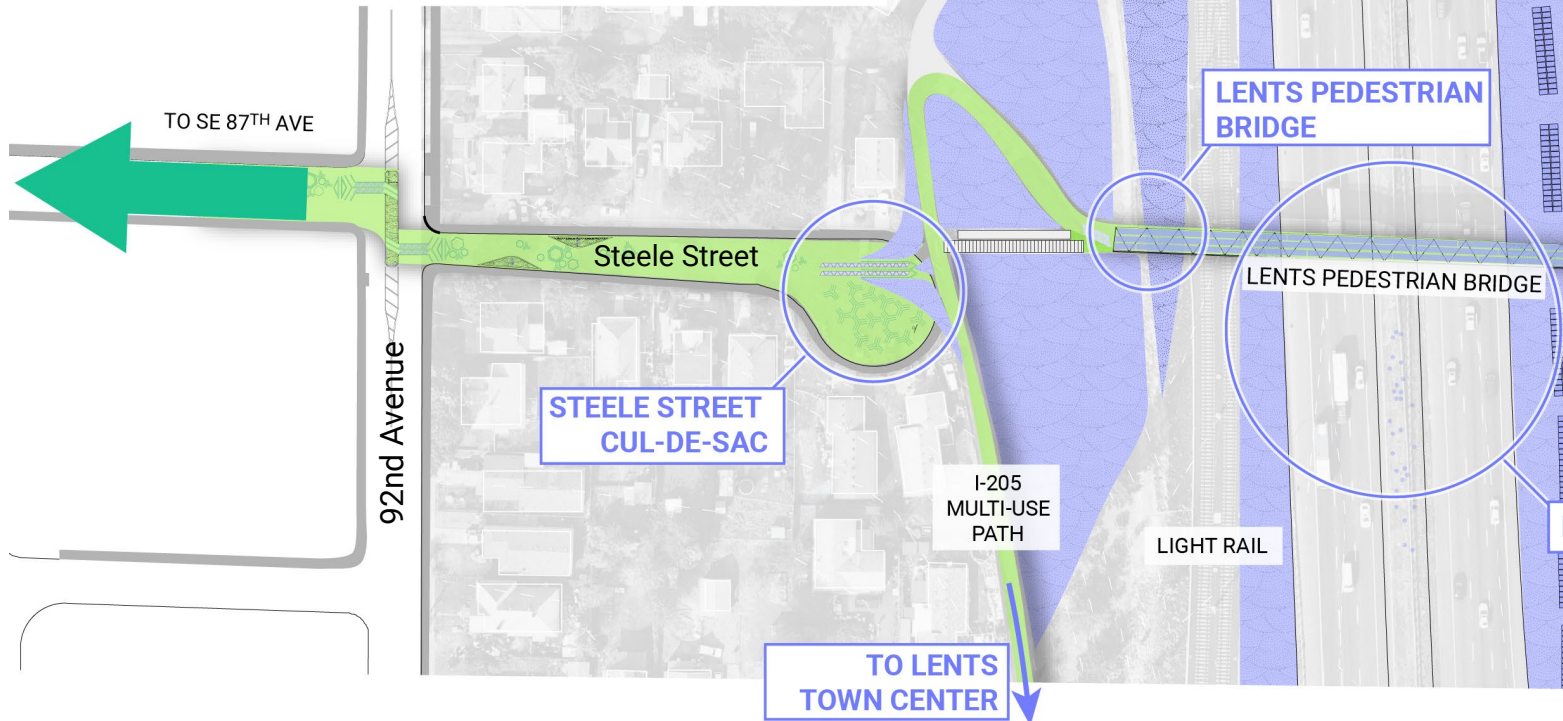 LENTS PEDESTRIAN
BRIDGE
TO SE 87TH AVE
Steele Street
LENTS PEDESTRIAN BRIDGE
92nd Avenue
STEELE STREET
CUL-DE-SAC
I-205
MULTI-USE
PATH
LIGHT RAIL
TO LENTS
TOWN CENTER